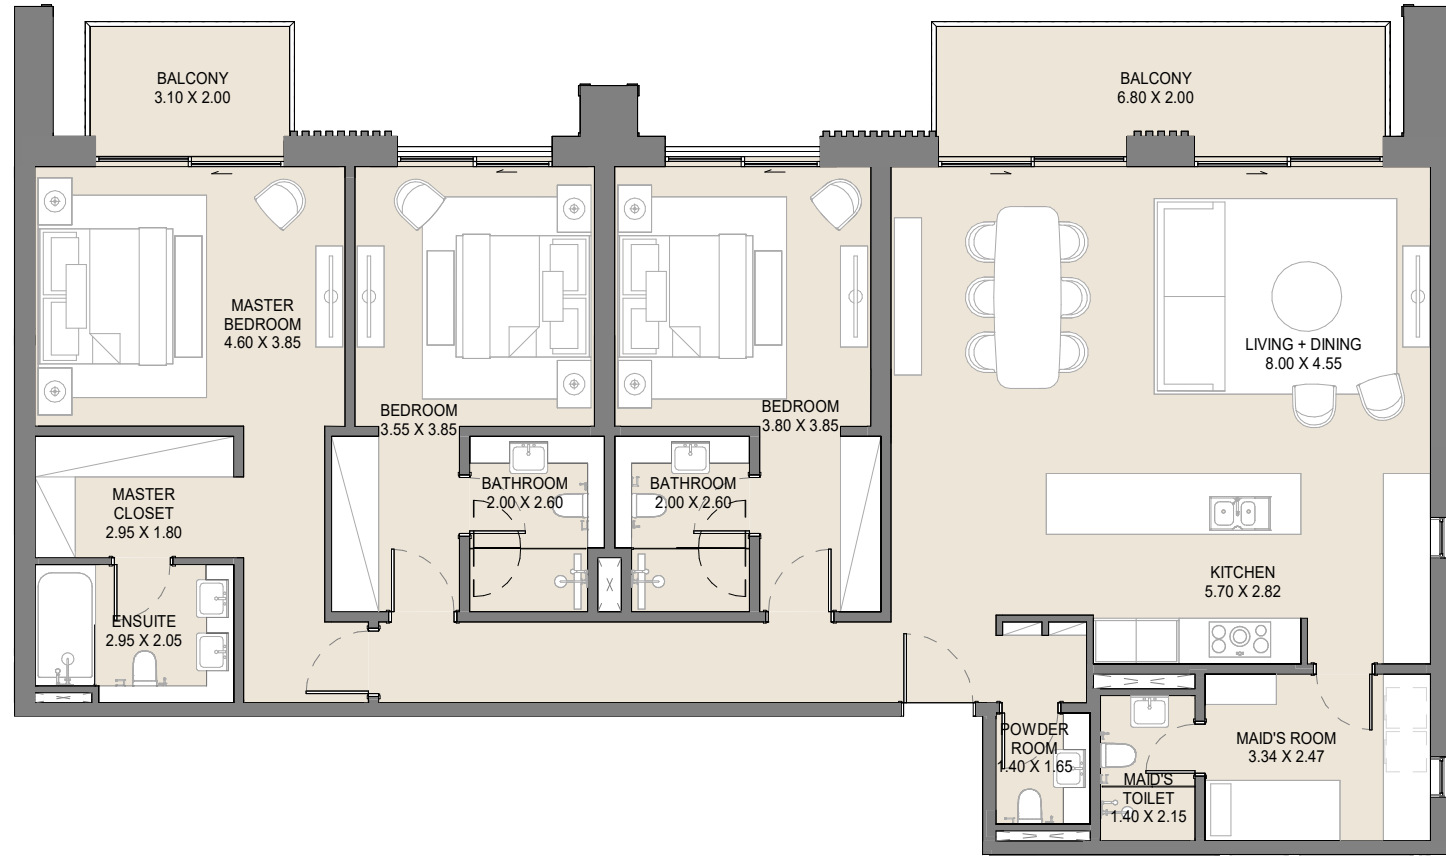 BALCONY
3.10 X 2.00
BALCONY
6.80 X 2.00
MASTER
BEDROOM
4.60 X 3.85
BEDROOM
3.55 X 3.85
BEDROOM
3.80 X 3.85
LIVING + DINING
8.00 X 4.55
MASTER
CLOSET
2.95 X 1.80
BATHROOM
2.00 X 2.60
BATHROOM
2.00 X 2.60
KITCHEN
5.70 X 2.82
ENSUITE
2.95 X 2.05
POWDER
ROOM
1.40 X 1.65
MAID'S ROOM
3.34 X 2.47
MAID'S
TOILET
1.40 X 2.15